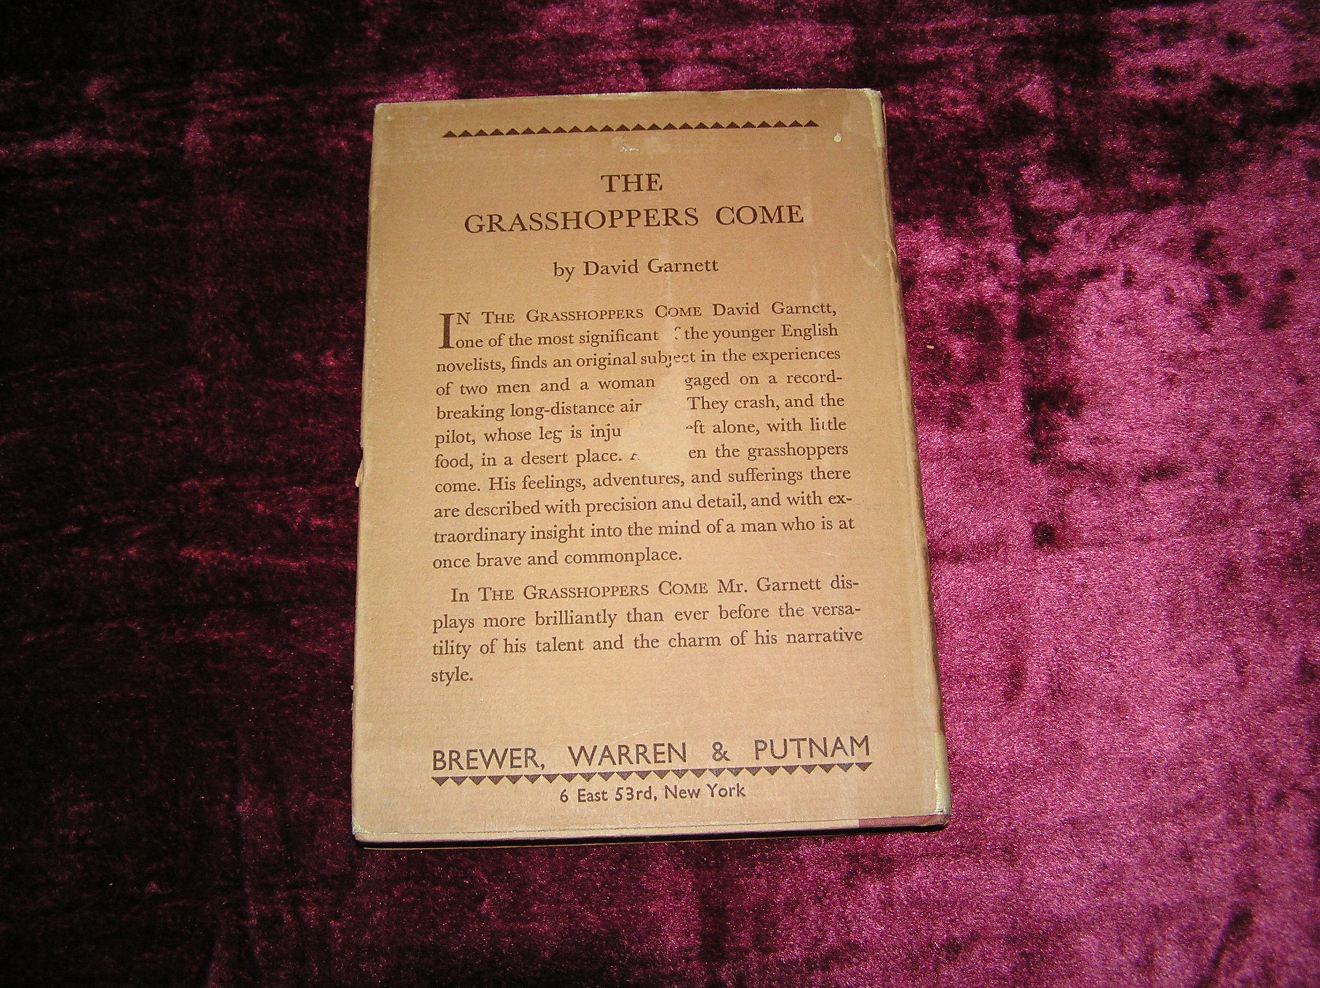 THE
GRASSHOPPERS COME
by David Garnett
IN THE GRASSHOPPERS COME David Garnett,
one of the most significant the younger English
novelists, finds an original subject in the experiences
of two men and a woman gaged on a record-
breaking long-distance air They crash, and the
pilot, whose leg is inju ft alone, with little
food, in a desert place. en the grasshoppers
come. His feelings, adventures, and sufferings there
are described with precision and detail, and with ex-
traordinary insight into the mind of a man who is at
once brave and commonplace.
In THE GRASSHOPPERS COME Mr. Garnett dis-
plays more brilliantly than ever before the versa-
tility of his talent and the charm of his narrative
style.
BREWER, WARREN & PUTNAM
6 East 53rd, New York